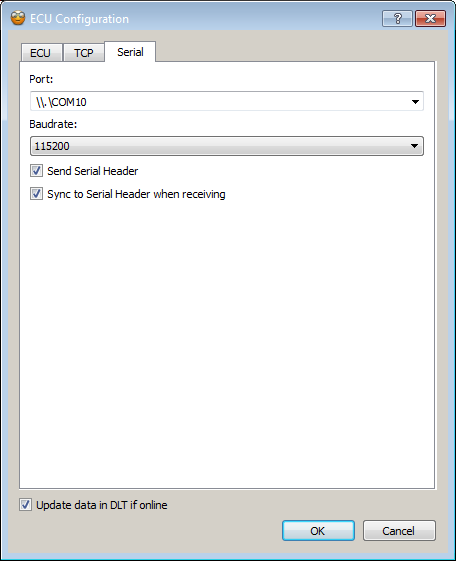 ECU Configuration
ECU TCP Serial
Port:
\\.\COM10
Baudrate:
115200
Send Serial Header
Sync to Serial Header when receiving
Update data in DLT if online
OK Cancel